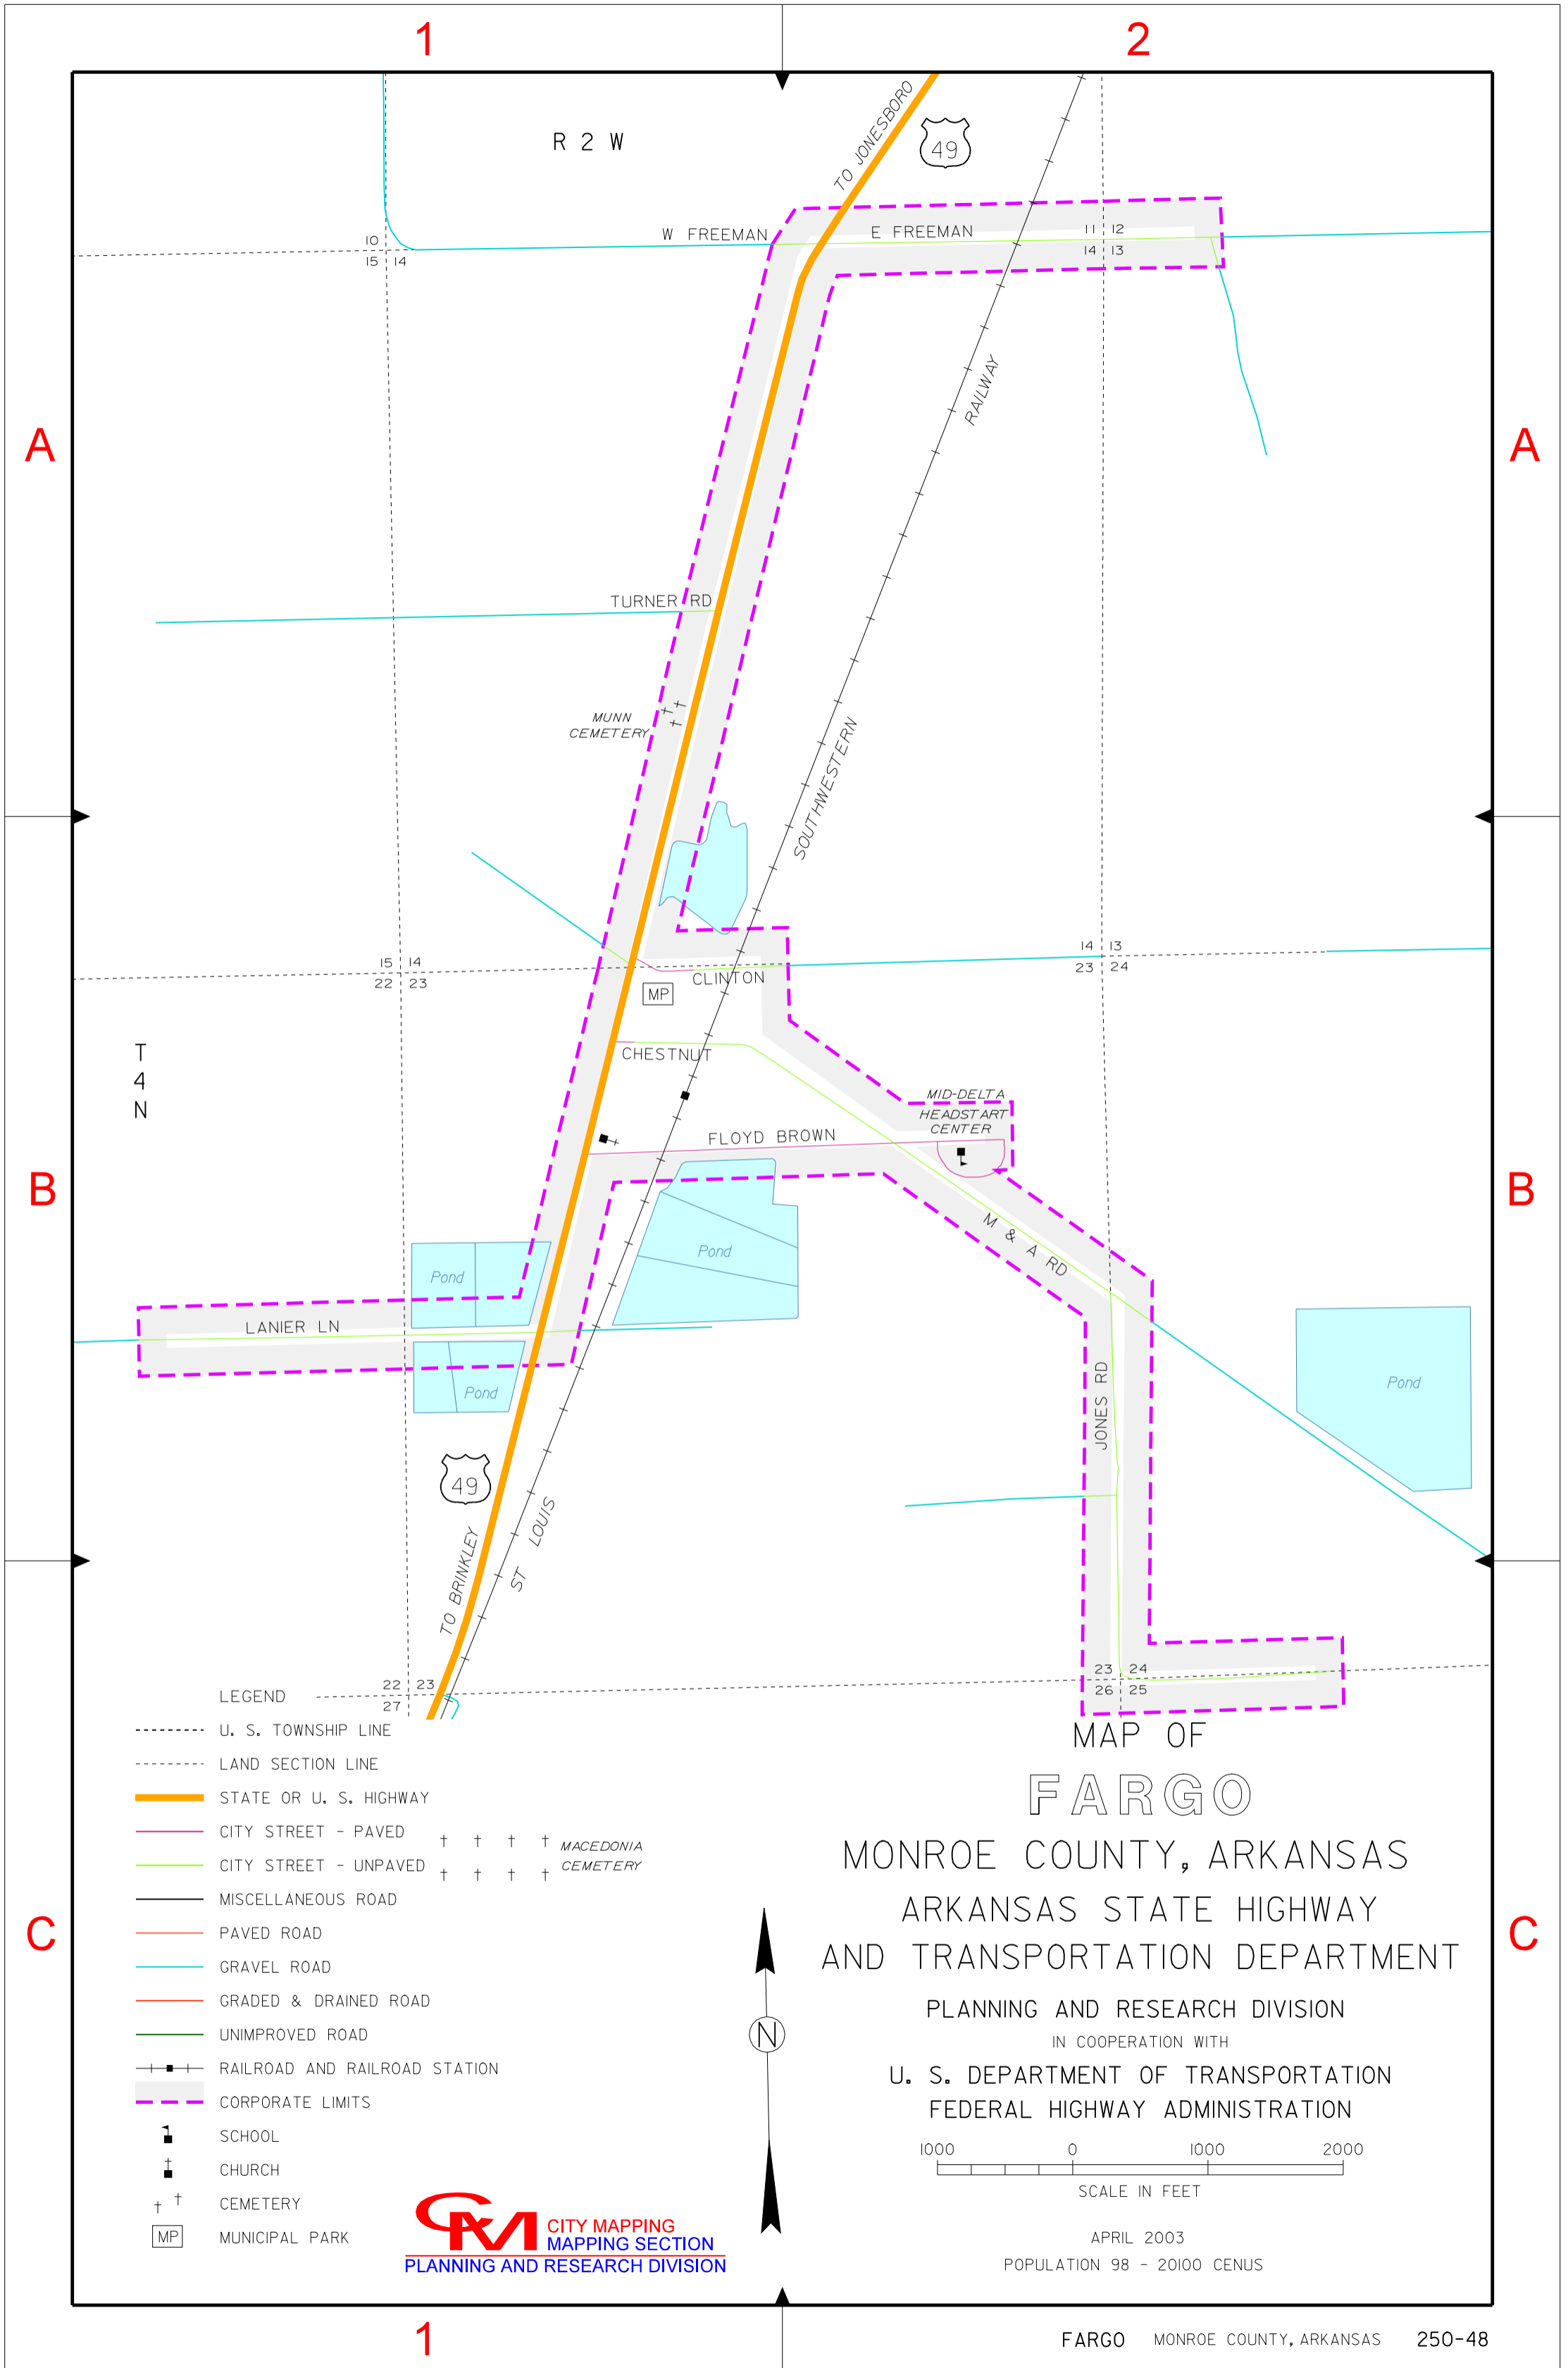 1
2
R 2 W
TO JONESBORO
49
W FREEMAN
E FREEMAN
10
15 14
11 12
14 13
RAILWAY
A
A
TURNER RD
MUNN
CEMETERY
SOUTHWESTERN
15 14
22 23
14 13
23 24
CLINTON
MP
CHESTNUT
T
4
N
MID-DELTA
HEADSTART
CENTER
FLOYD BROWN
B
B
M & A RD
Pond
Pond
LANIER LN
Pond
Pond
JONES RD
49
TO BRINKLEY
ST LOUIS
22 23
27
23 24
26 25
LEGEND
U. S. TOWNSHIP LINE
LAND SECTION LINE
STATE OR U. S. HIGHWAY
CITY STREET - PAVED
CITY STREET - UNPAVED
MISCELLANEOUS ROAD
PAVED ROAD
GRAVEL ROAD
GRADED & DRAINED ROAD
UNIMPROVED ROAD
RAILROAD AND RAILROAD STATION
CORPORATE LIMITS
SCHOOL
CHURCH
CEMETERY
MP MUNICIPAL PARK
MACEDONIA
CEMETERY
MAP OF
FARGO
MONROE COUNTY, ARKANSAS
ARKANSAS STATE HIGHWAY
AND TRANSPORTATION DEPARTMENT
PLANNING AND RESEARCH DIVISION
IN COOPERATION WITH
U. S. DEPARTMENT OF TRANSPORTATION
FEDERAL HIGHWAY ADMINISTRATION
1000 0 1000 2000
SCALE IN FEET
APRIL 2003
POPULATION 98 - 20100 CENUS
C
C
N
CM
CITY MAPPING
MAPPING SECTION
PLANNING AND RESEARCH DIVISION
1
FARGO MONROE COUNTY, ARKANSAS 250-48